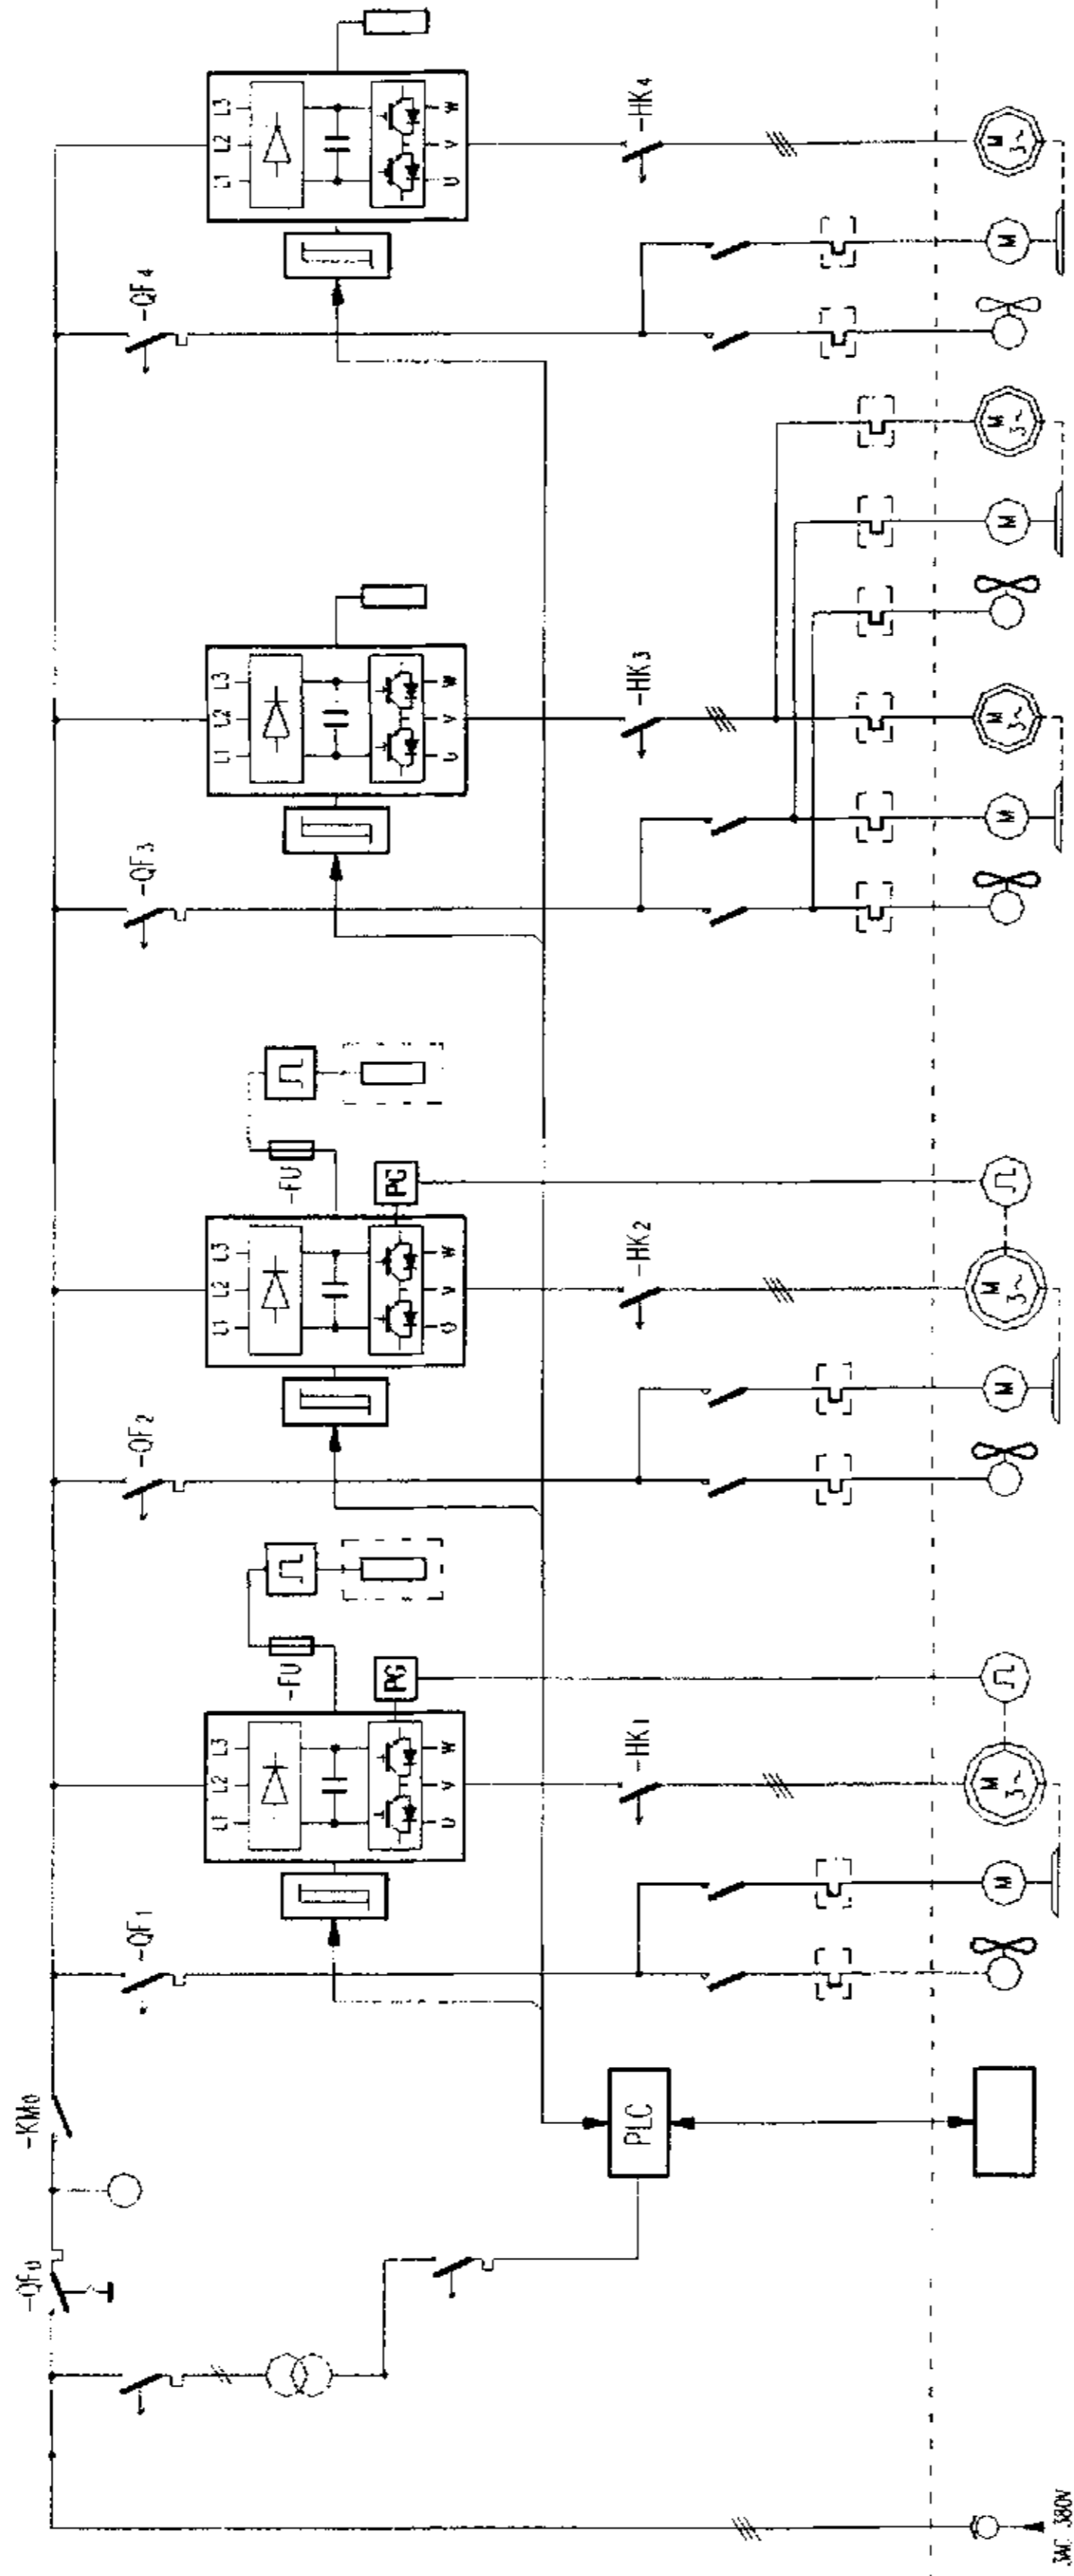 3AC 380V
-QF0
-KM0
PLC
-QF1
L1 L2 L3
U V W
-FU
PG
-HK1
M
M
3~
-QF2
L1 L2 L3
U V W
-FU
PG
-HK2
M
M
3~
-QF3
L1 L2 L3
U V W
-HK3
M
M
3~
M
M
3~
-QF4
L1 L2 L3
U V W
-HK4
M
M
3~